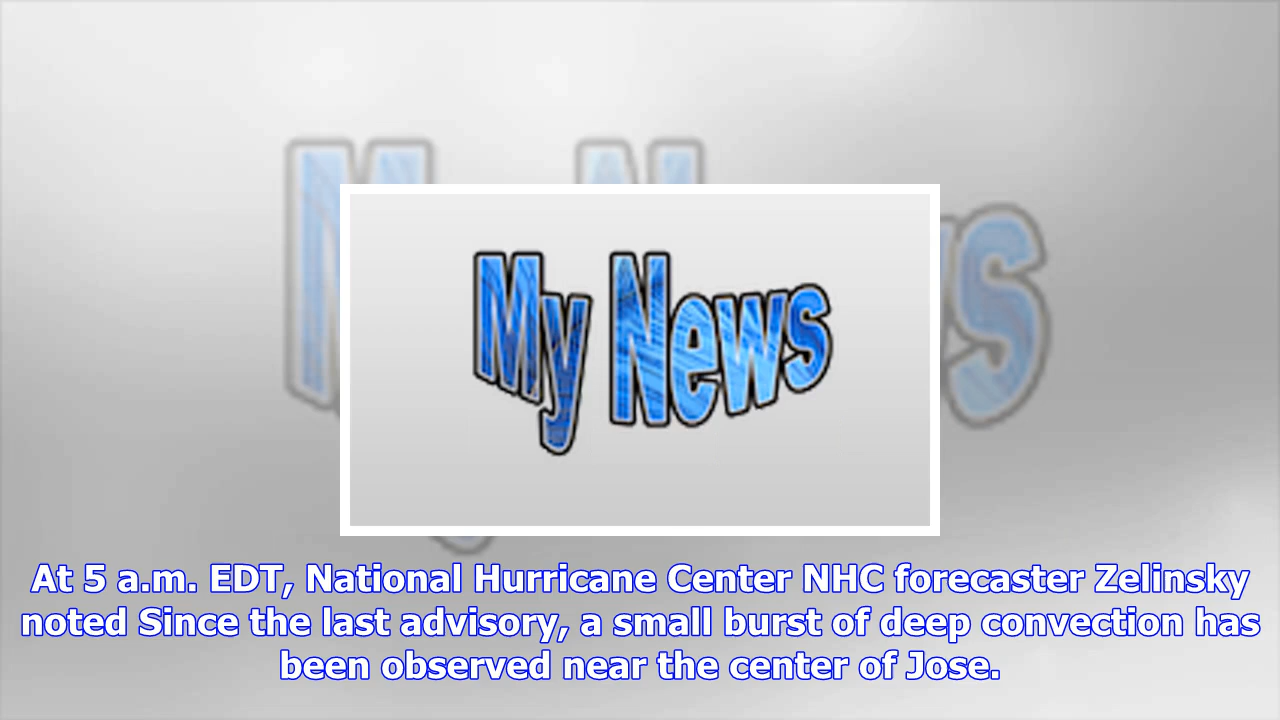 My News
At 5 a.m. EDT, National Hurricane Center NHC forecaster Zelinsky
noted Since the last advisory, a small burst of deep convection has
been observed near the center of Jose.